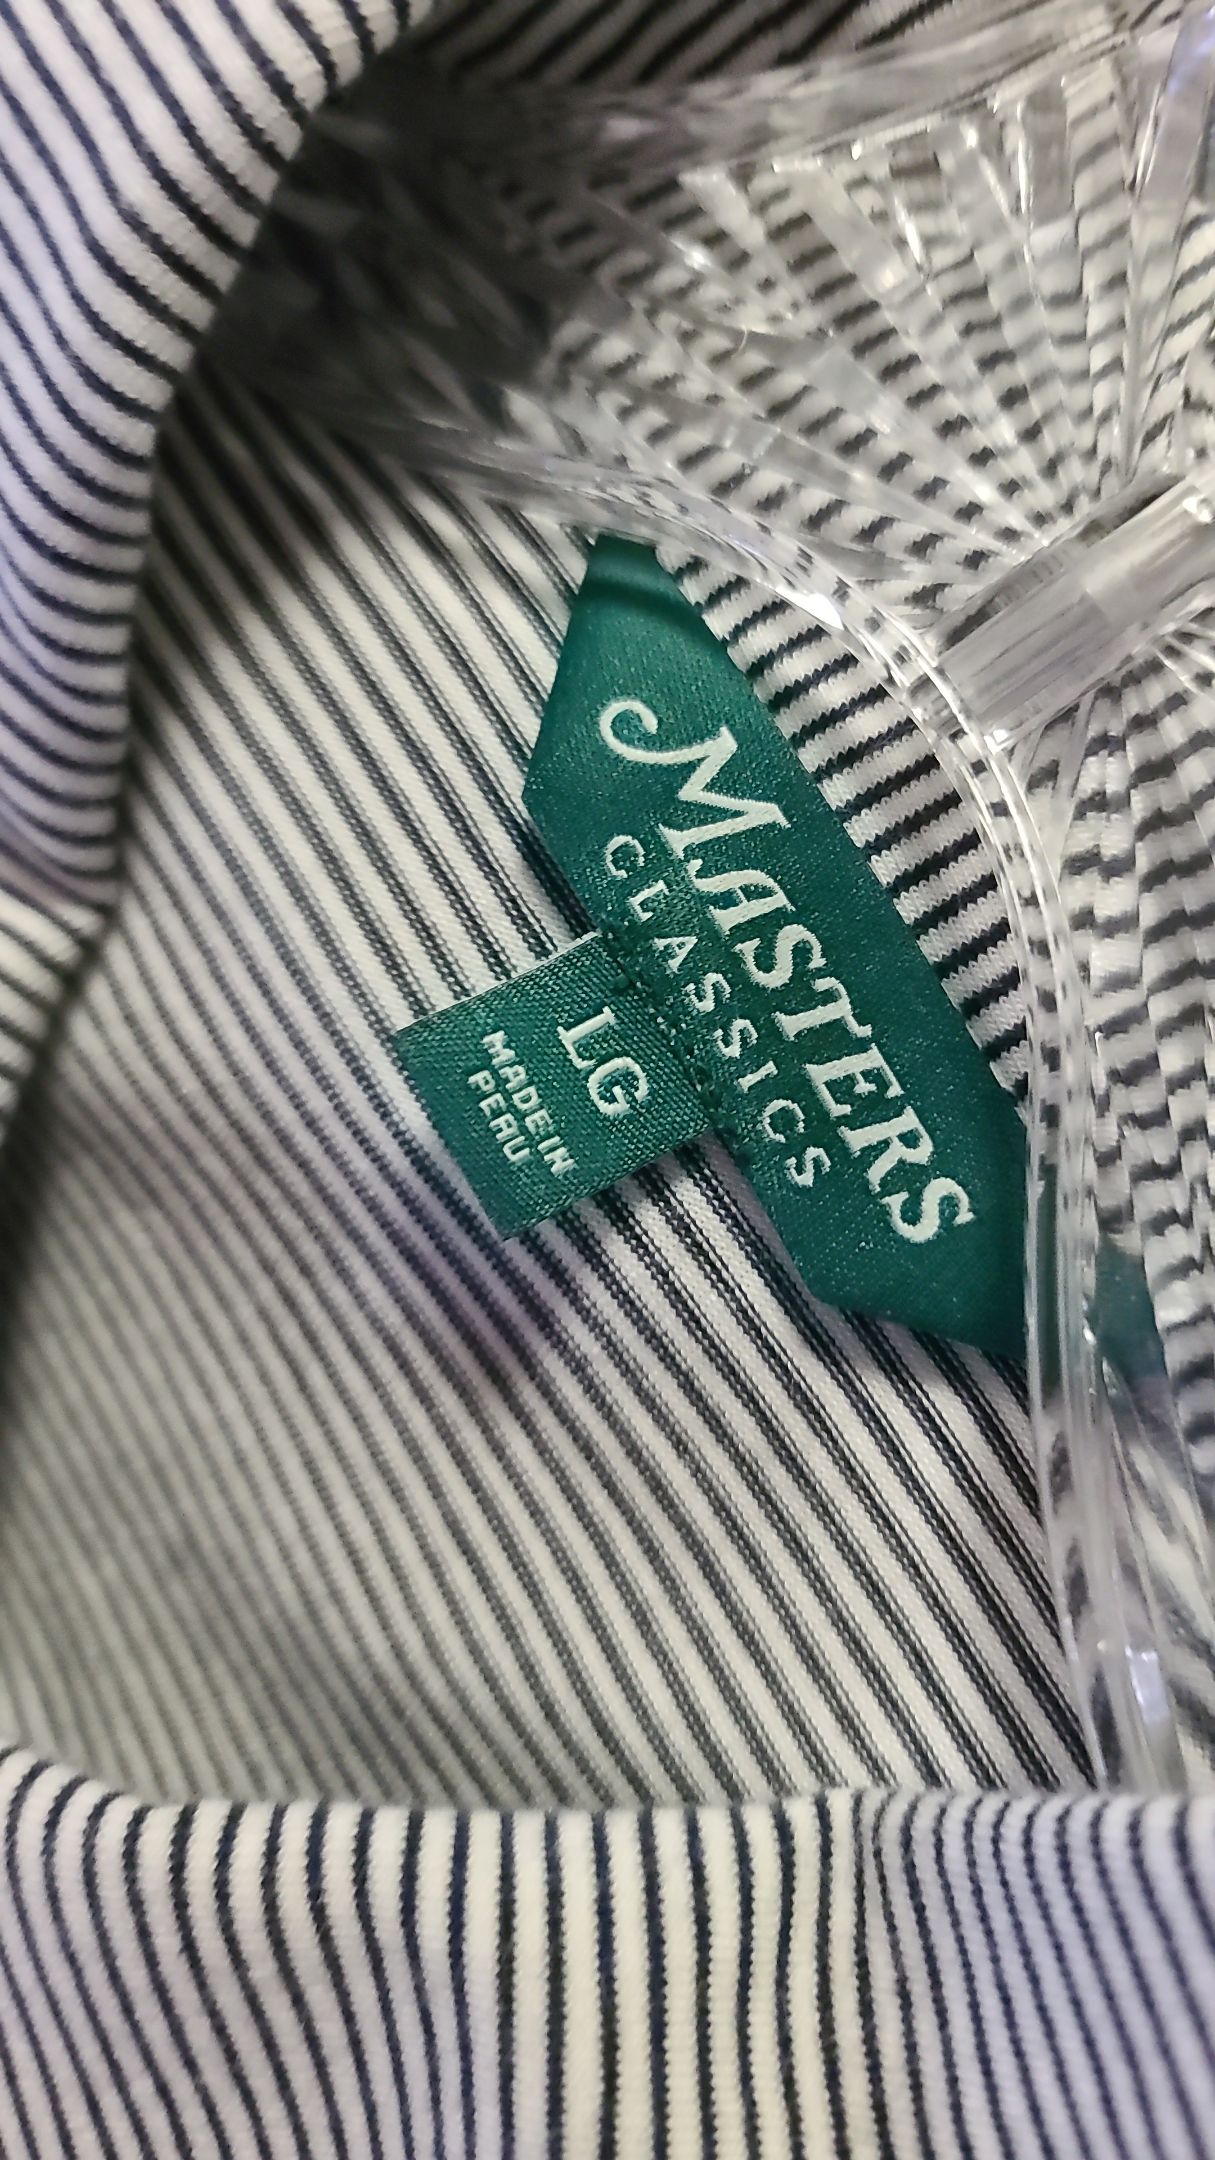 MASTERS
CLASSICS
LG
MADE IN
PERU